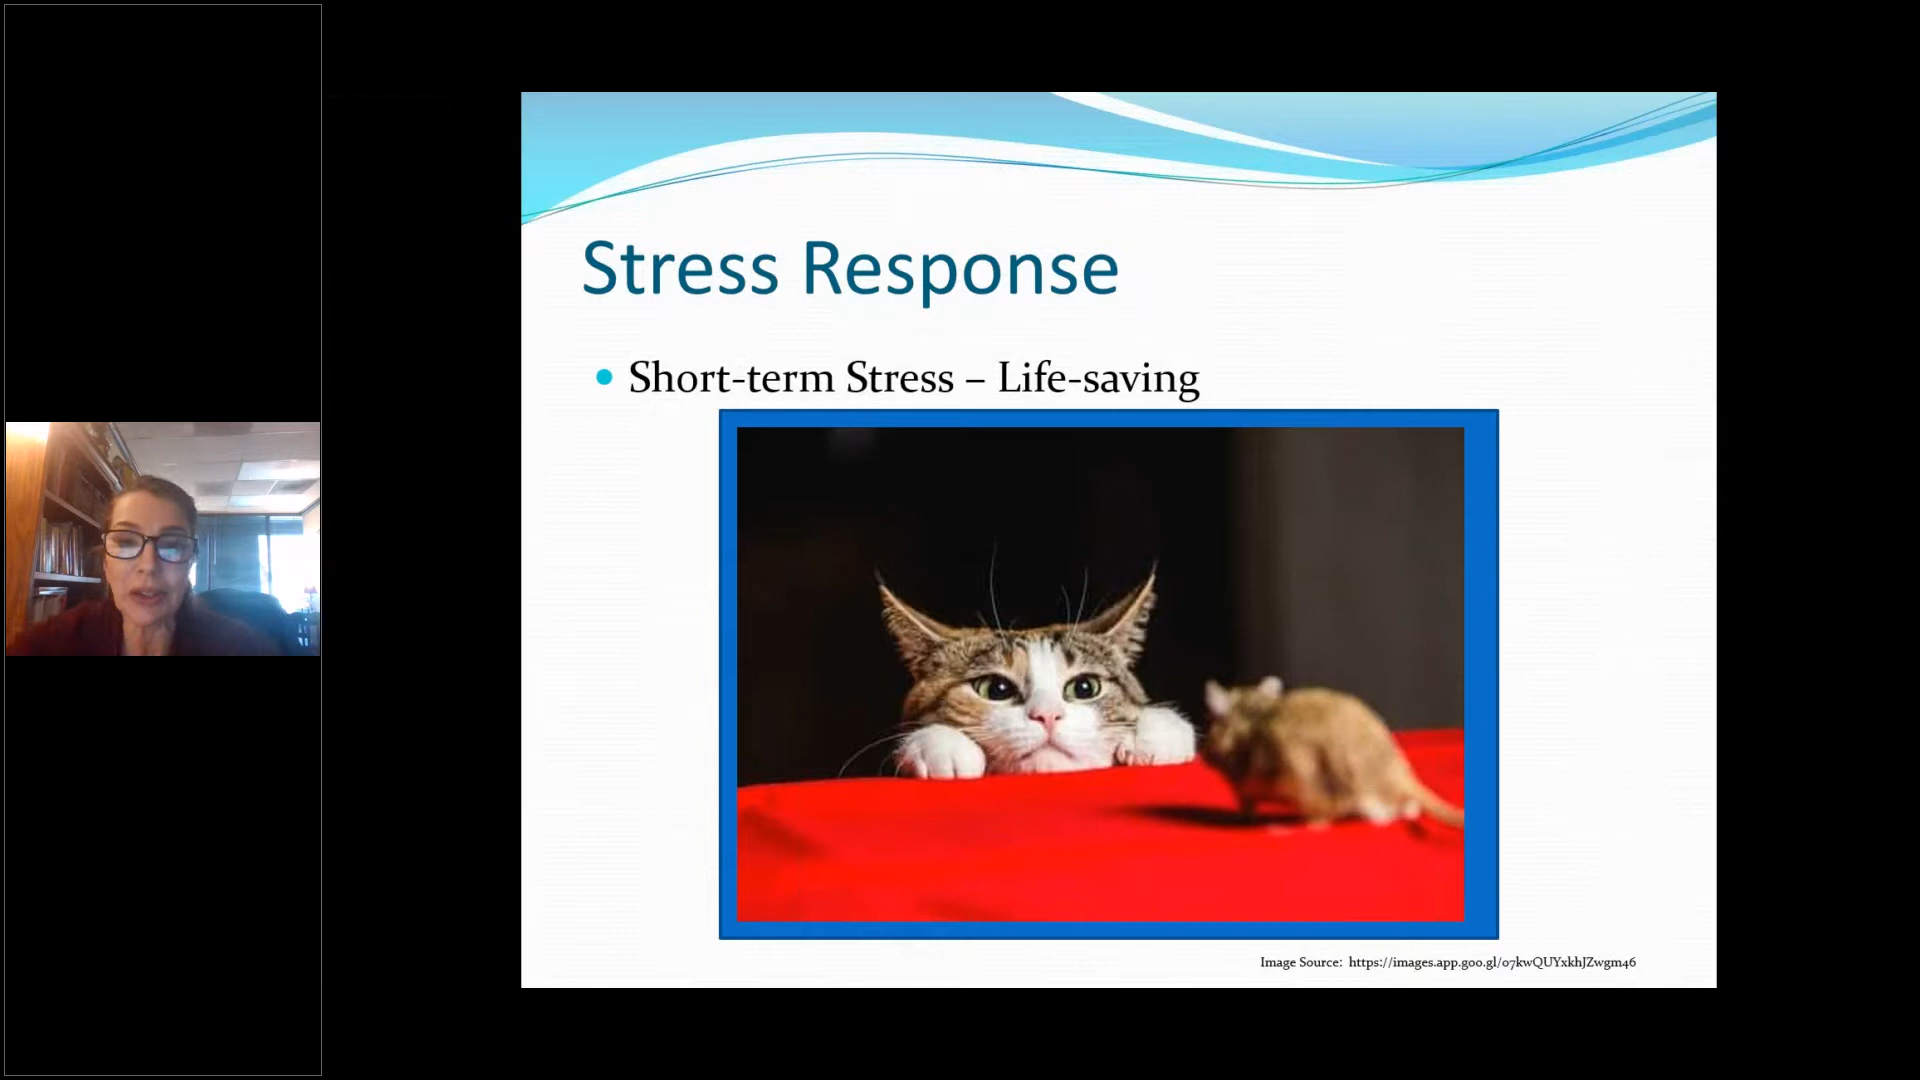 Stress Response
Short-term Stress – Life-saving
Image Source: https://images.app.goo.gl/o7kwQUYxkhJZwgm46